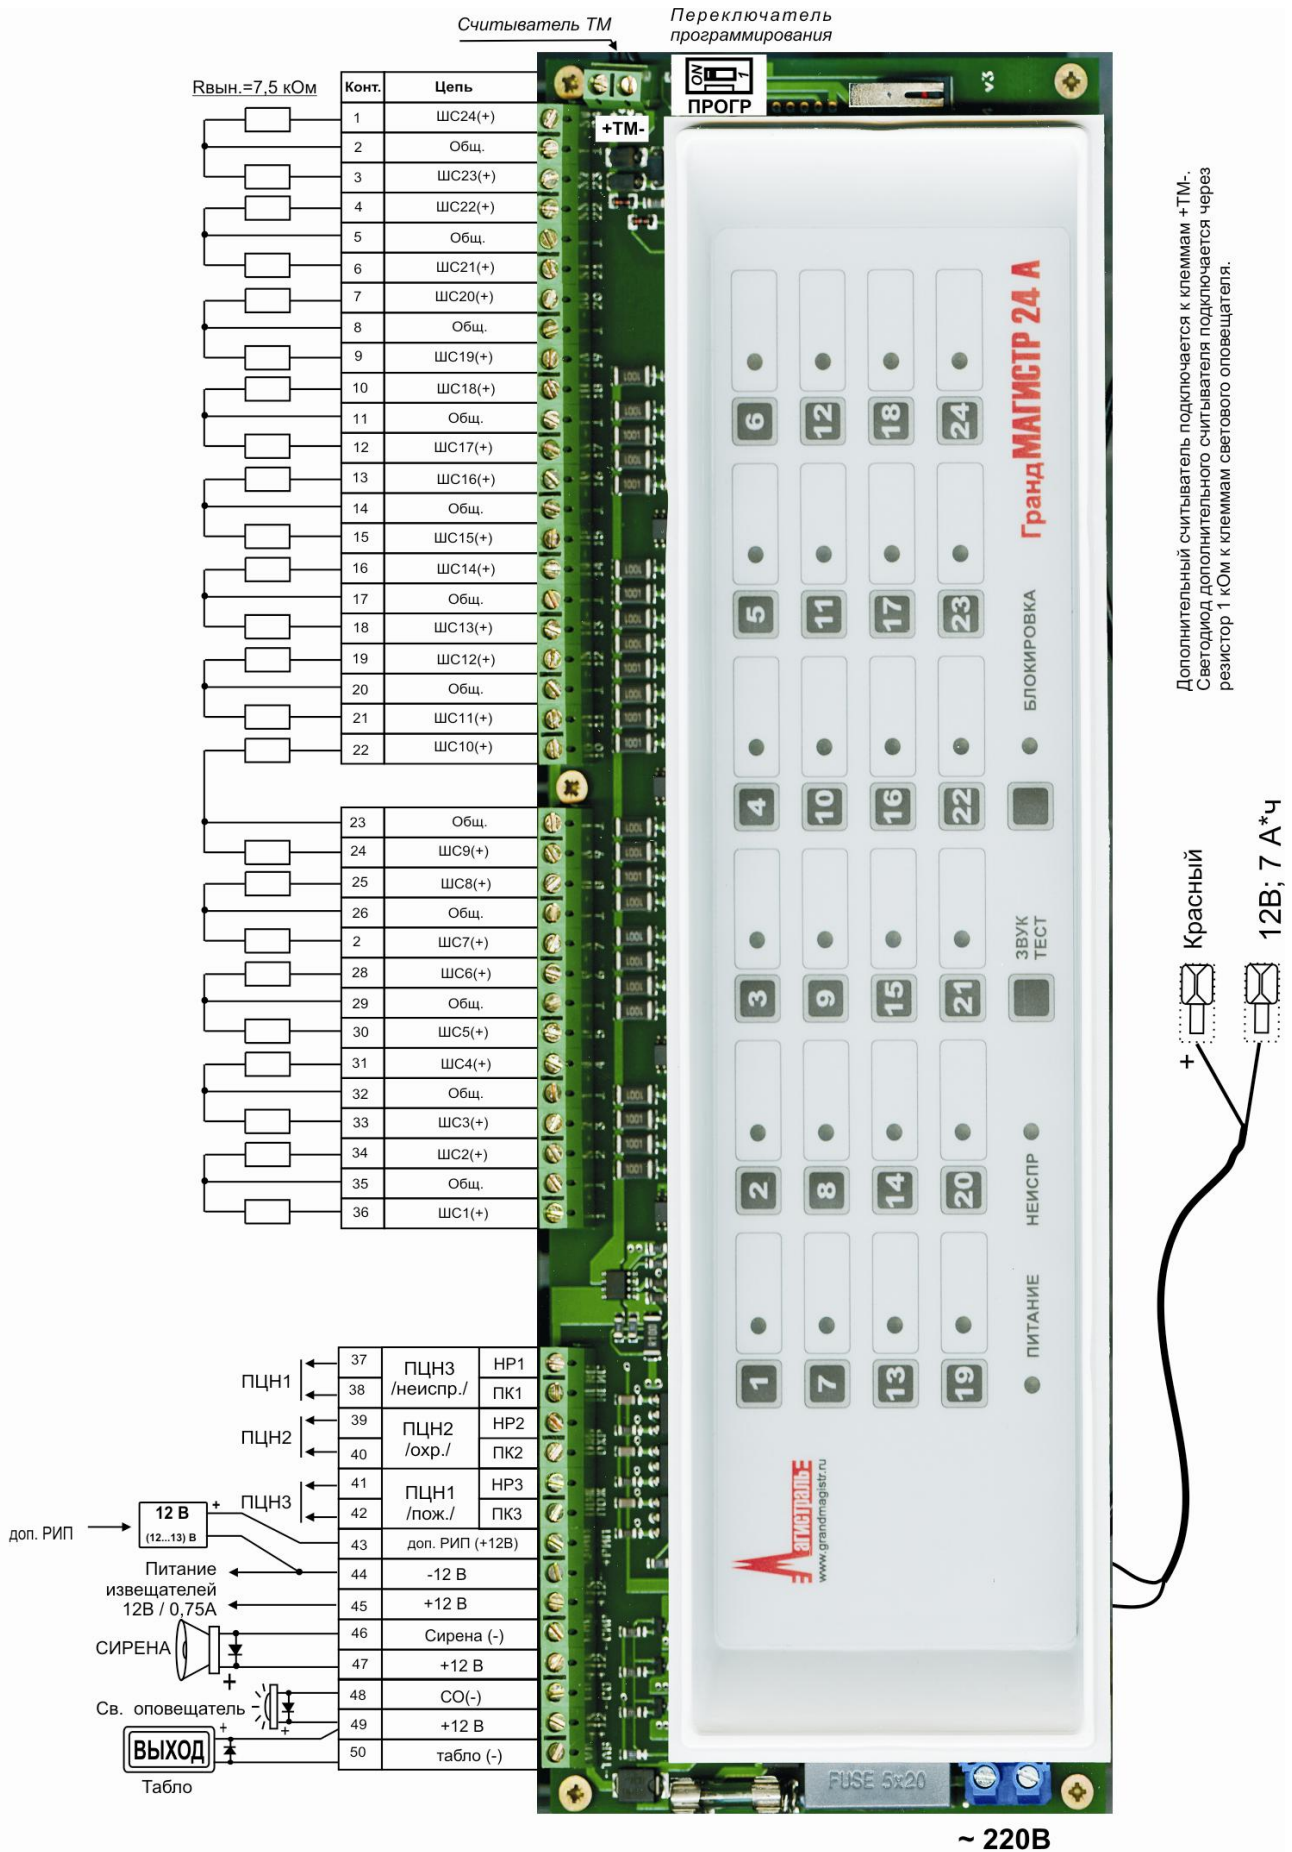 Считыватель ТМ
Переключатель
программирования
Rвын.=7,5 кОм
Конт. Цепь
1 ШС24(+)
2 Общ.
3 ШС23(+)
4 ШС22(+)
5 Общ.
6 ШС21(+)
7 ШС20(+)
8 Общ.
9 ШС19(+)
10 ШС18(+)
11 Общ.
12 ШС17(+)
13 ШС16(+)
14 Общ.
15 ШС15(+)
16 ШС14(+)
17 Общ.
18 ШС13(+)
19 ШС12(+)
20 Общ.
21 ШС11(+)
22 ШС10(+)
23 Общ.
24 ШС9(+)
25 ШС8(+)
26 Общ.
2 ШС7(+)
28 ШС6(+)
29 Общ.
30 ШС5(+)
31 ШС4(+)
32 Общ.
33 ШС3(+)
34 ШС2(+)
35 Общ.
36 ШС1(+)
ПЦН1
37 ПЦН3 /неиспр./ НР1
38 ПК1
ПЦН2
39 ПЦН2 /охр./ НР2
40 ПК2
ПЦН3
41 ПЦН1 /пож./ НР3
42 ПК3
43 доп. РИП (+12В)
44 -12 В
45 +12 В
46 Сирена (-)
47 +12 В
48 СО(-)
49 +12 В
50 табло (-)
доп. РИП
12 В
(12...13) В
+
Питание
извещателей
12В / 0,75А
СИРЕНА
+
Св. оповещатель
+
ВЫХОД
+
Табло
ON
1
ПРОГР
+ТМ-
v3
6 12 18 24
5 11 17 23
4 10 16 22
3 9 15 21
2 8 14 20
1 7 13 19
ГрандМАГИСТР 24 А
БЛОКИРОВКА
ЗВУК
ТЕСТ
НЕИСПР
ПИТАНИЕ
Магистраль
www.grandmagistr.ru
FUSE 5x20
~ 220В
Дополнительный считыватель подключается к клеммам +ТМ-.
Светодиод дополнительного считывателя подключается через
резистор 1 кОм к клеммам светового оповещателя.
+
Красный
12В; 7 А*ч